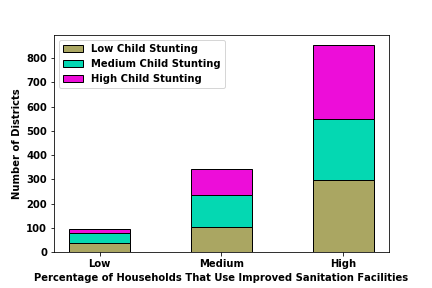 Low Child Stunting
Medium Child Stunting
High Child Stunting
800
700
600
500
400
300
200
100
0
Number of Districts
Low Medium High
Percentage of Households That Use Improved Sanitation Facilities